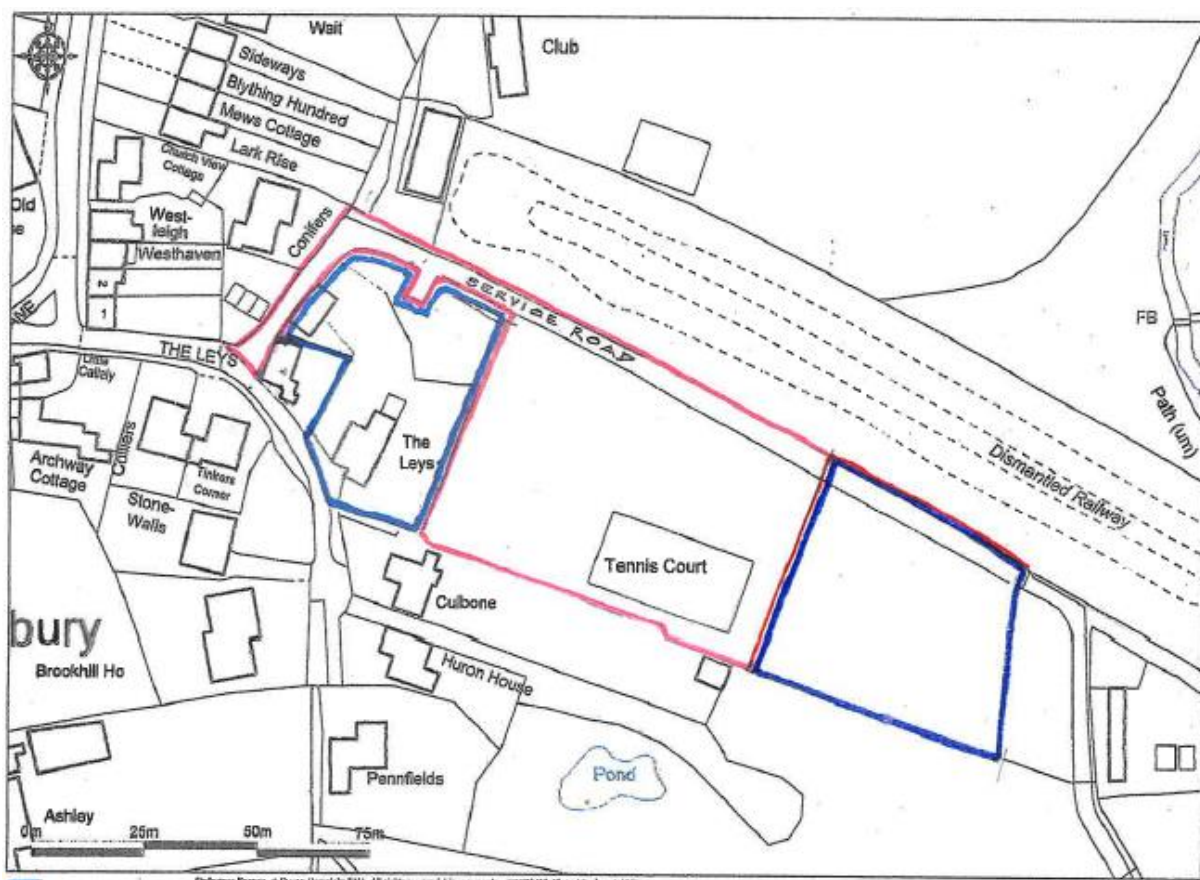 Wait
Club
Sideways
Blything Hundred
Mews Cottage
Lark Rise
Church View
Cottage
Old
se
West-
leigh
Westhaven
Conifers
2
1
SERVICE ROAD
FB
Path (um)
THE LEYS
Little
Callaly
Colliers
Archway
Cottage
Tinkers
Corner
Stone-
Walls
The
Leys
Dismantled Railway
Tennis Court
Culbone
bury
Brookhill Ho
Huron House
Pennfields
Pond
Ashley
0m
25m
50m
75m